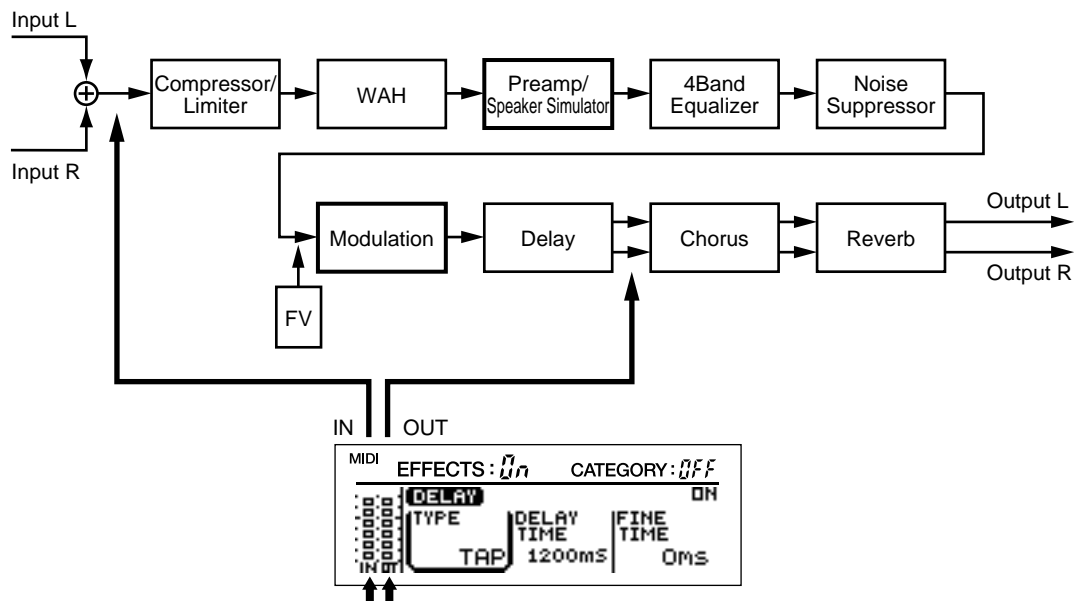 Input L
Input R
Compressor/
Limiter
WAH
Preamp/
Speaker Simulator
4Band
Equalizer
Noise
Suppressor
Modulation
Delay
Chorus
Reverb
Output L
Output R
FV
IN
OUT
MIDI EFFECTS: On CATEGORY: OFF
DELAY ON
TYPE
DELAY
TIME
FINE
TIME
TAP 1200mS 0ms
IN OT